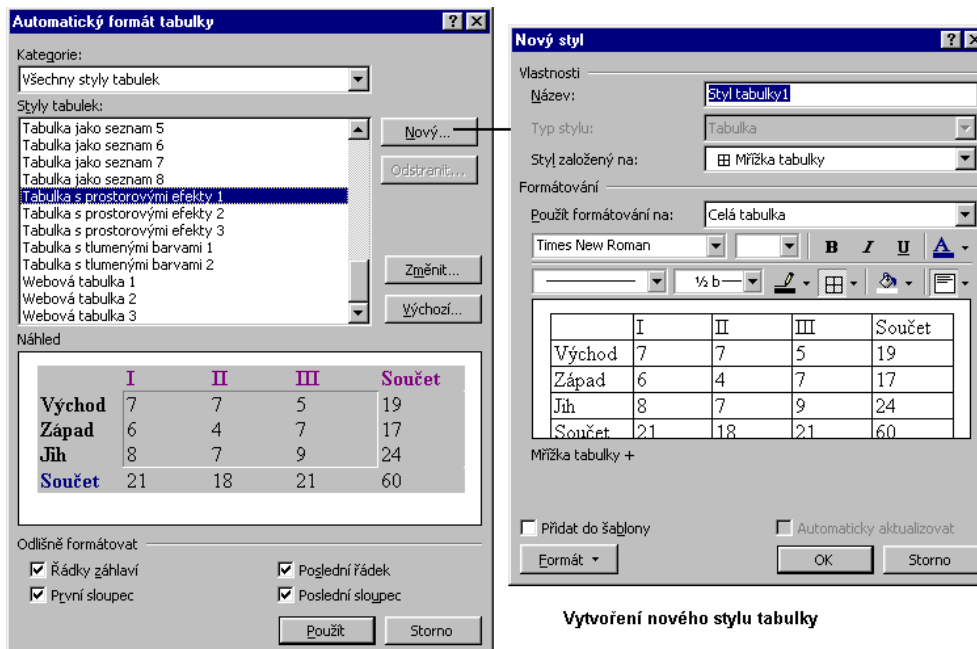 Automatický formát tabulky
Kategorie:
Všechny styly tabulek
Styly tabulek:
Tabulka jako seznam 5
Tabulka jako seznam 6
Tabulka jako seznam 7
Tabulka jako seznam 8
Tabulka s prostorovými efekty 1
Tabulka s prostorovými efekty 2
Tabulka s prostorovými efekty 3
Tabulka s tlumenými barvami 1
Tabulka s tlumenými barvami 2
Webová tabulka 1
Webová tabulka 2
Webová tabulka 3
Nový...
Odstranit...
Změnit...
Výchozí...
Náhled
I II III Součet
Východ 7 7 5 19
Západ 6 4 7 17
Jih 8 7 9 24
Součet 21 18 21 60
Odlišně formátovat
Řádky záhlaví
Poslední řádek
První sloupec
Poslední sloupec
Použít
Storno
Nový styl
Vlastnosti
Název: Styl tabulky1
Typ stylu: Tabulka
Styl založený na: Mřížka tabulky
Formátování
Použít formátování na: Celá tabulka
Times New Roman B I U A
½ b
I II III Součet
Východ 7 7 5 19
Západ 6 4 7 17
Jih 8 7 9 24
Součet 21 18 21 60
Mřížka tabulky +
Přidat do šablony
Automaticky aktualizovat
Formát
OK
Storno
Vytvoření nového stylu tabulky